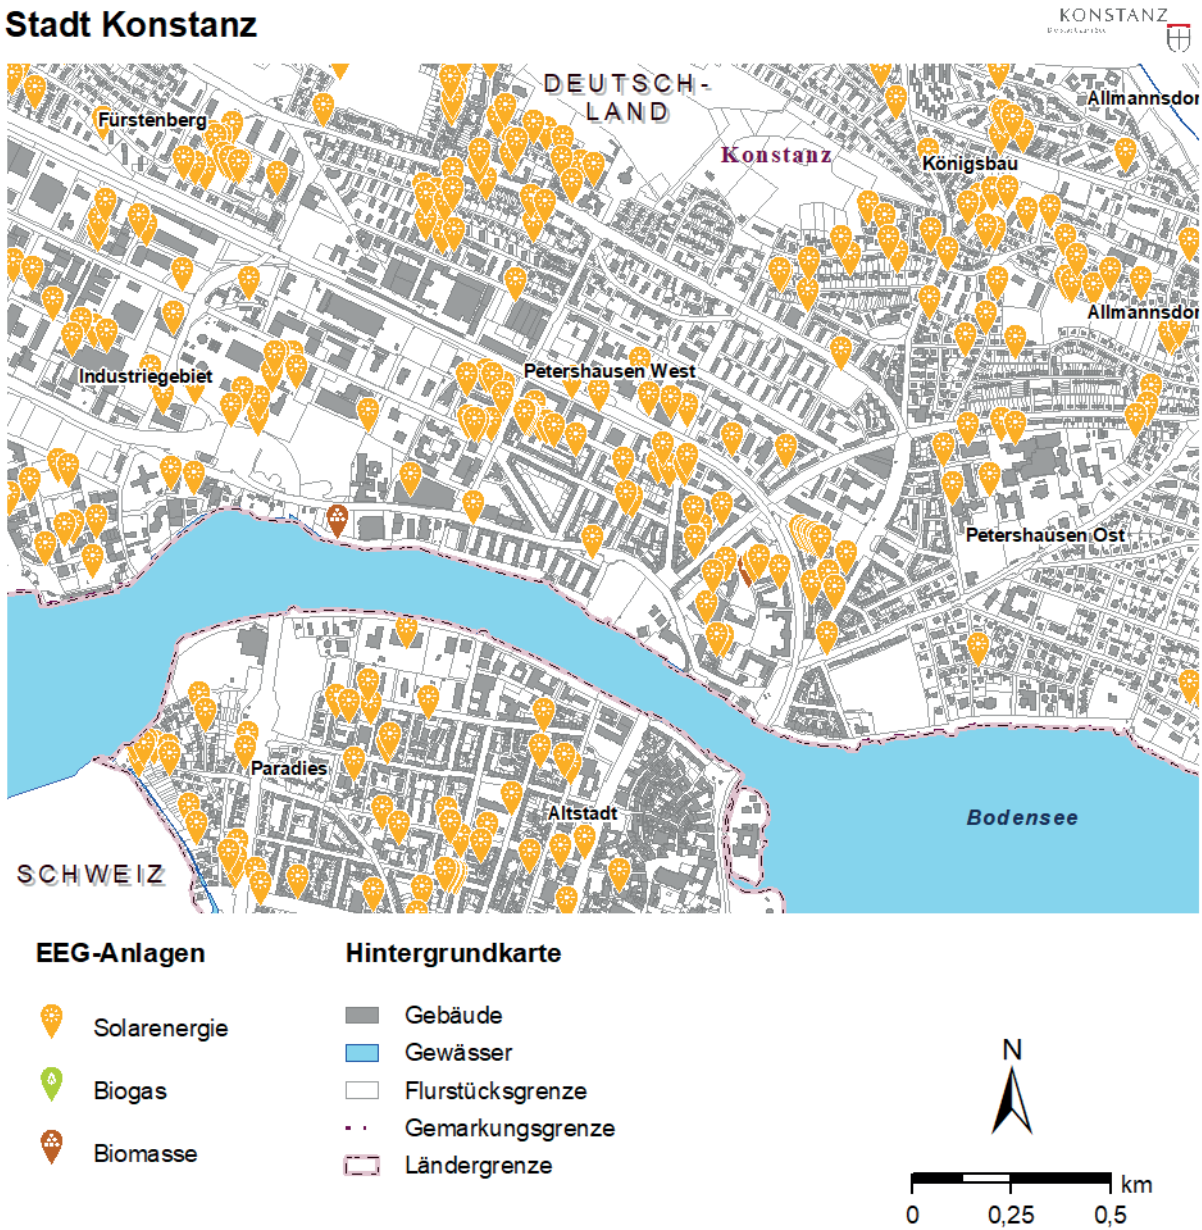 Stadt Konstanz
KONSTANZ
DEUTSCH-
LAND
Allmannsdor
Fürstenberg
Konstanz
Königsbau
Allmannsdor
Industriegebiet
Petershausen West
Petershausen Ost
Paradies
Altstadt
Bodensee
SCHWEIZ
EEG-Anlagen
Solarenergie
Biogas
Biomasse
Hintergrundkarte
Gebäude
Gewässer
Flurstücksgrenze
Gemarkungsgrenze
Ländergrenze
N
km
0 0,25 0,5